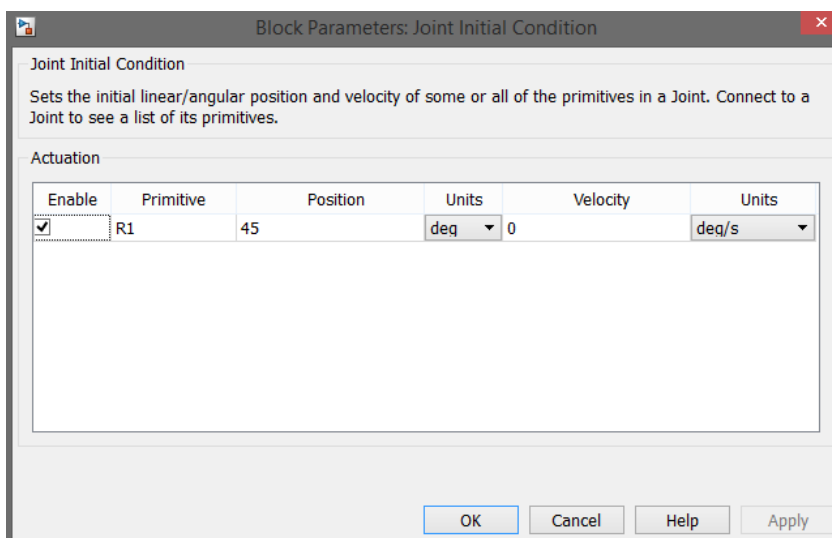 Block Parameters: Joint Initial Condition
Joint Initial Condition
Sets the initial linear/angular position and velocity of some or all of the primitives in a Joint. Connect to a
Joint to see a list of its primitives.
Actuation
Enable Primitive Position Units Velocity Units
R1 45 deg 0 deg/s
OK Cancel Help Apply